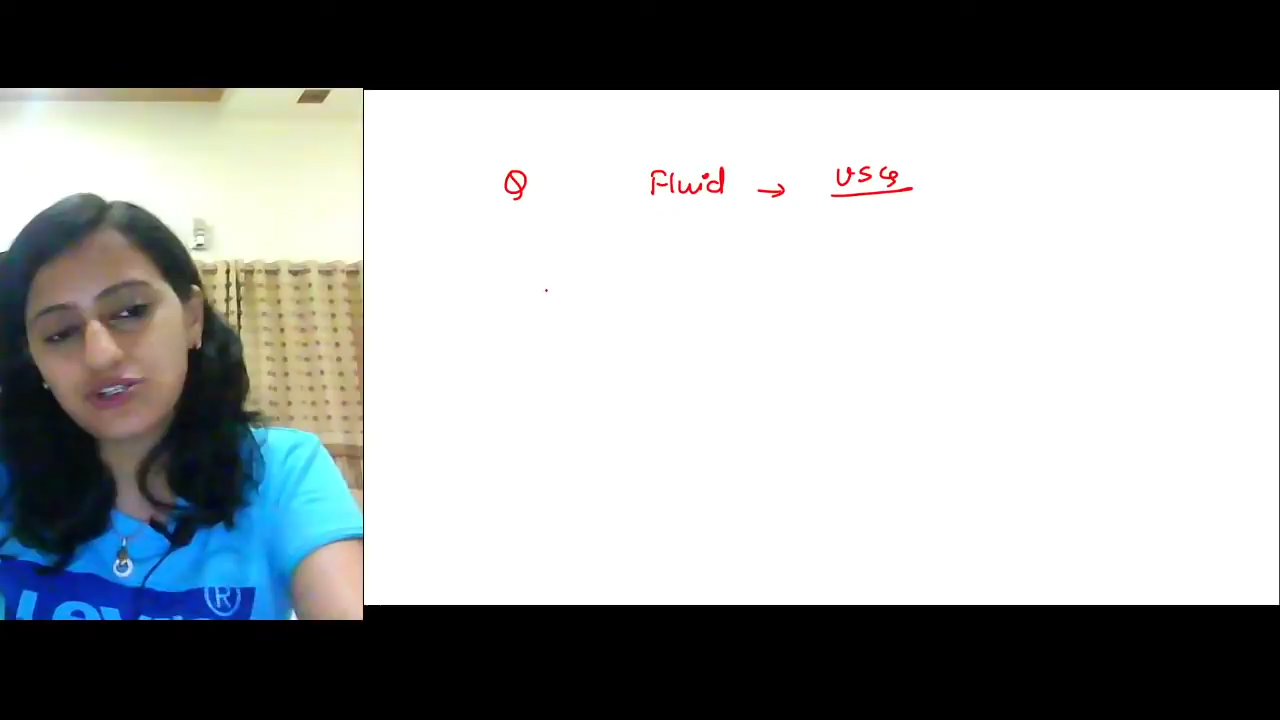 Q Fluid → USG
R